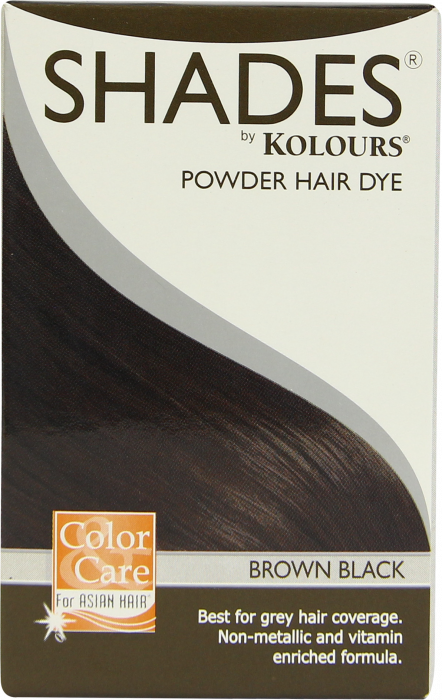 SHADES®
by KOLOURS®
POWDER HAIR DYE
Color
&
Care
For ASIAN HAIR
BROWN BLACK
Best for grey hair coverage.
Non-metallic and vitamin
enriched formula.